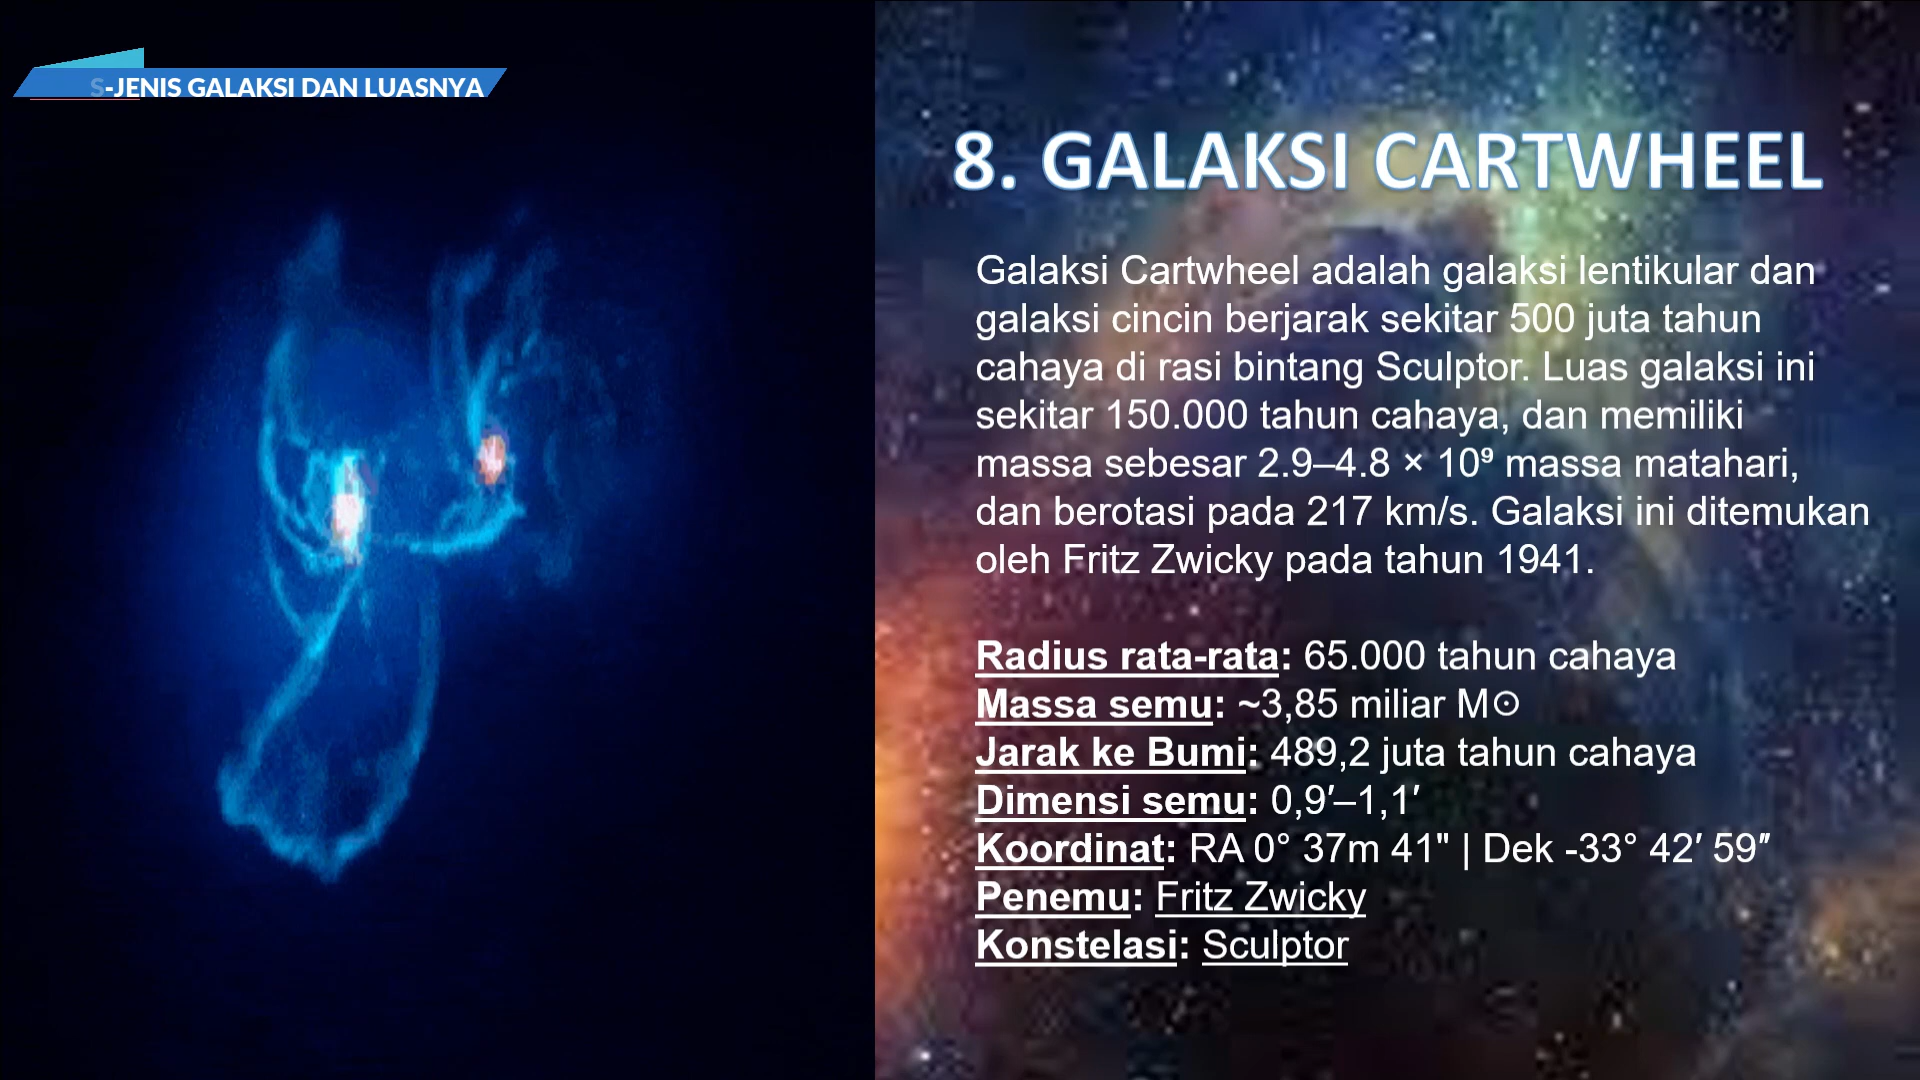 S-JENIS GALAKSI DAN LUASNYA
8. GALAKSI CARTWHEEL
Galaksi Cartwheel adalah galaksi lentikular dan
galaksi cincin berjarak sekitar 500 juta tahun
cahaya di rasi bintang Sculptor. Luas galaksi ini
sekitar 150.000 tahun cahaya, dan memiliki
massa sebesar 2.9–4.8 × 10⁹ massa matahari,
dan berotasi pada 217 km/s. Galaksi ini ditemukan
oleh Fritz Zwicky pada tahun 1941.
Radius rata-rata: 65.000 tahun cahaya
Massa semu: ~3,85 miliar M☉
Jarak ke Bumi: 489,2 juta tahun cahaya
Dimensi semu: 0,9′–1,1′
Koordinat: RA 0° 37m 41" | Dek -33° 42′ 59″
Penemu: Fritz Zwicky
Konstelasi: Sculptor